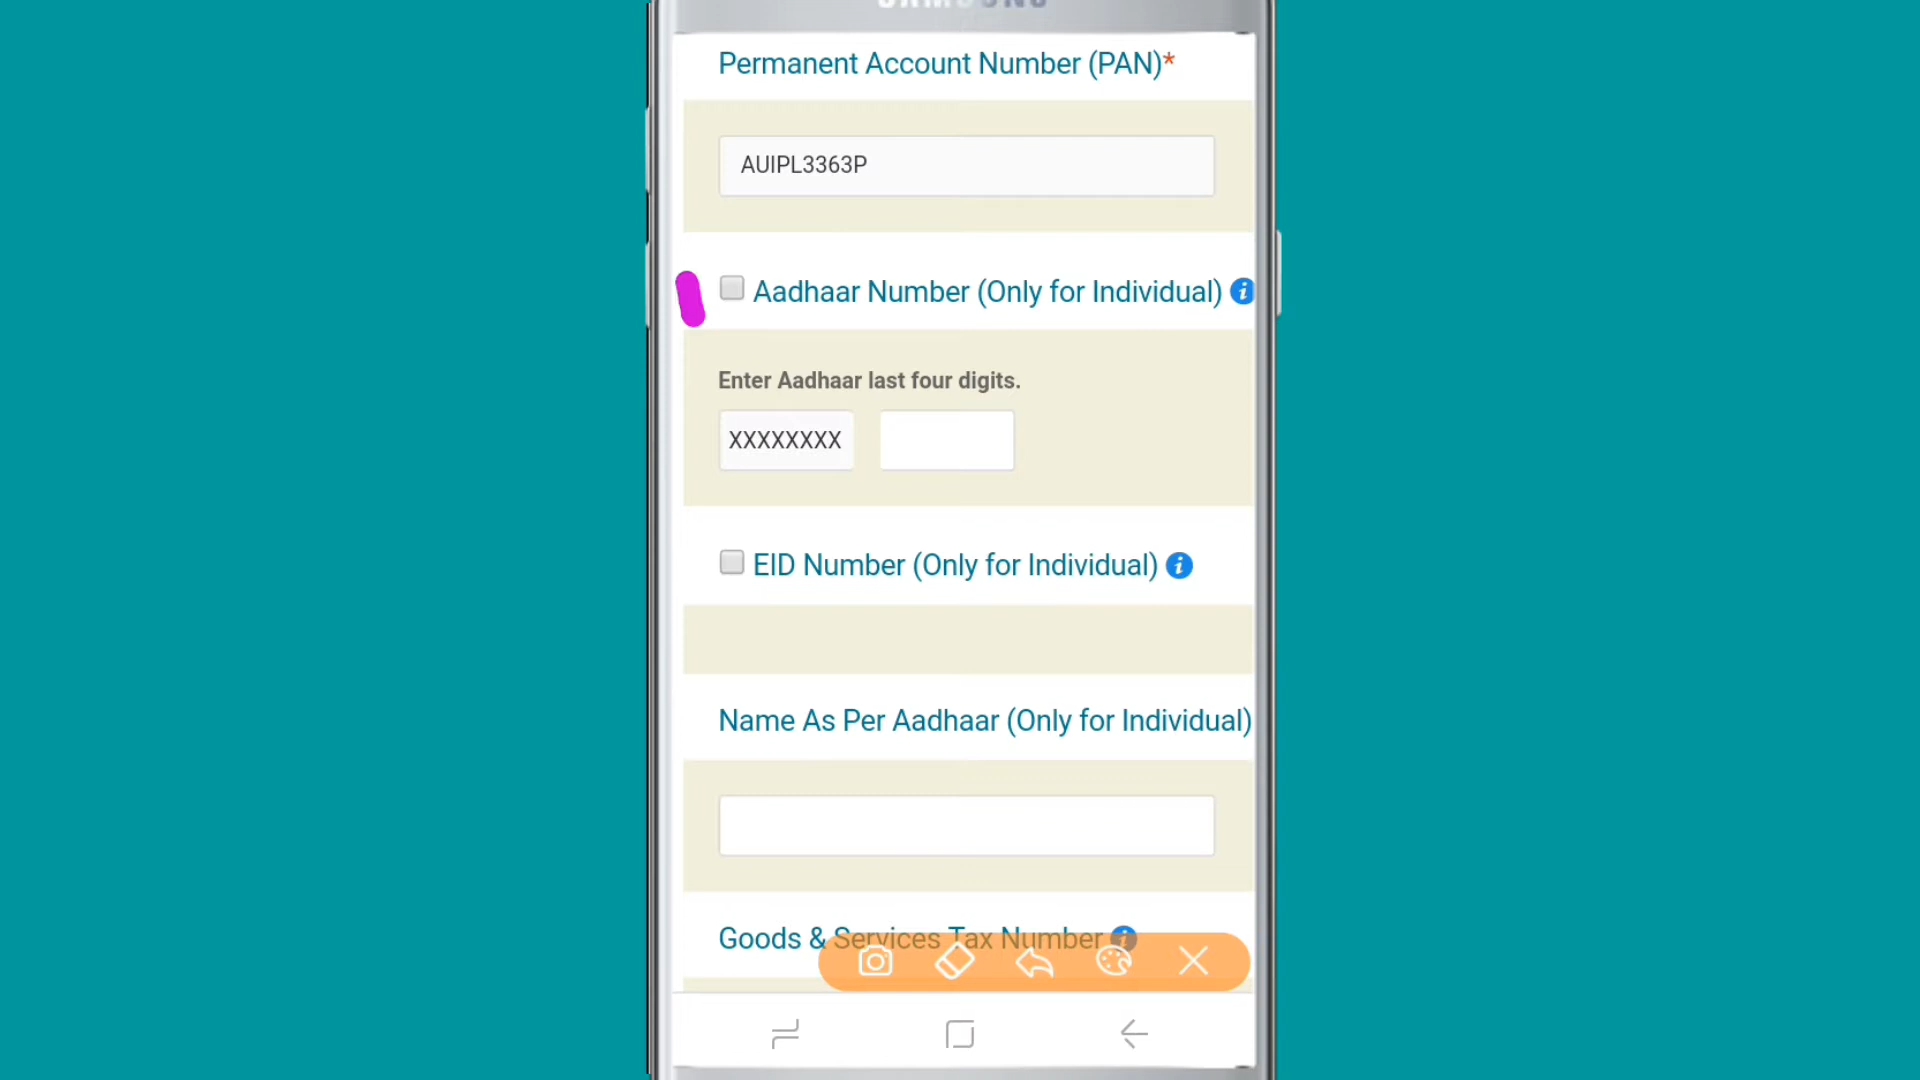 SAMSUNG
Permanent Account Number (PAN)*
AUIPL3363P
Aadhaar Number (Only for Individual) i
Enter Aadhaar last four digits.
XXXXXXXX
EID Number (Only for Individual) i
Name As Per Aadhaar (Only for Individual)
Goods & Services Tax Number i